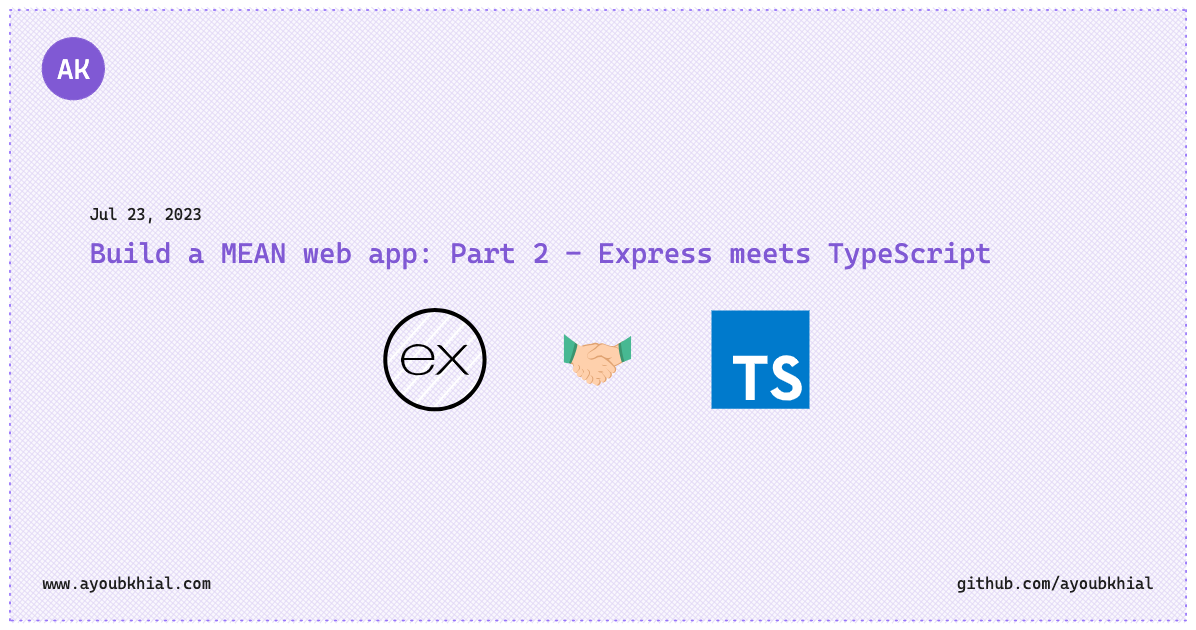 AK
Jul 23, 2023
Build a MEAN web app: Part 2 – Express meets TypeScript
ex
TS
www.ayoubkhial.com
github.com/ayoubkhial